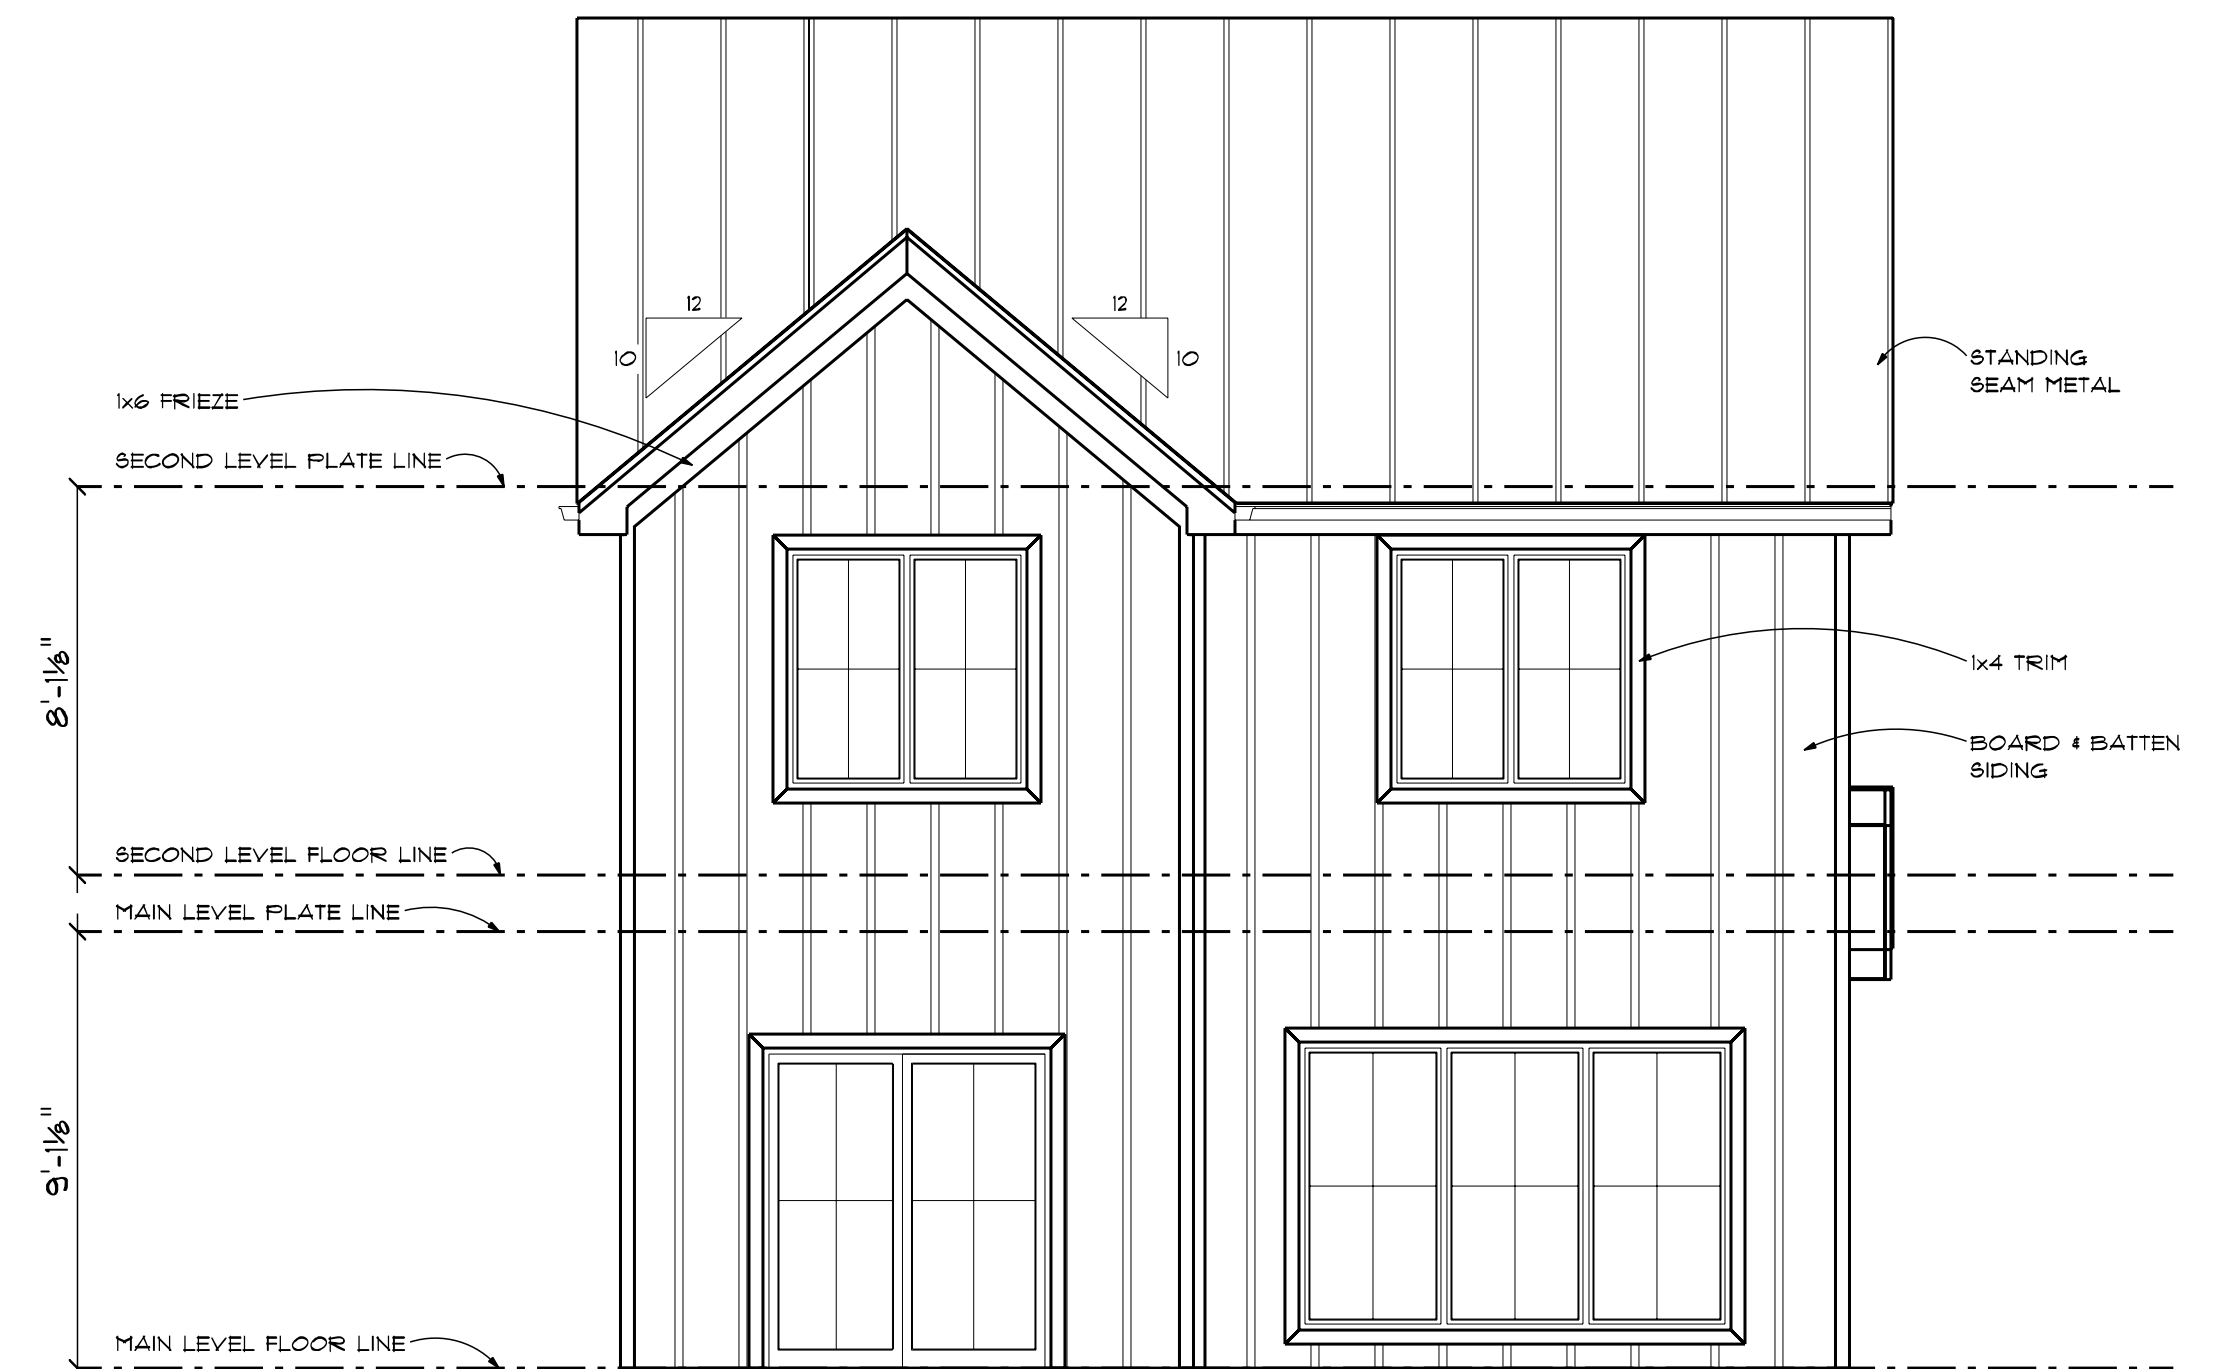 12
12
10
10
STANDING
SEAM METAL
1x6 FRIEZE
SECOND LEVEL PLATE LINE
8'-1⅛"
1x4 TRIM
BOARD & BATTEN
SIDING
SECOND LEVEL FLOOR LINE
MAIN LEVEL PLATE LINE
9'-1⅛"
MAIN LEVEL FLOOR LINE